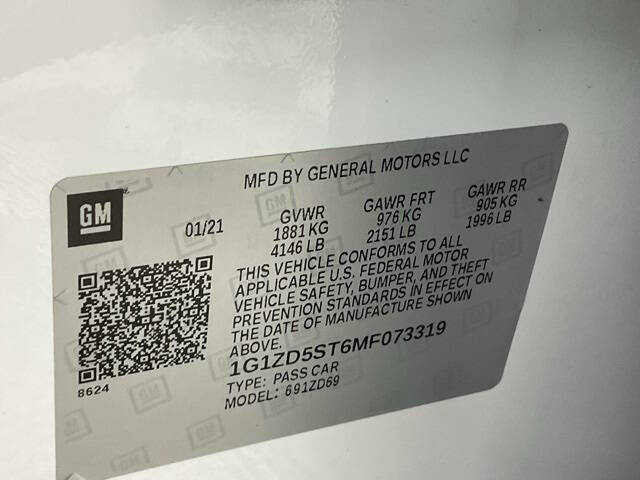 MFD BY GENERAL MOTORS LLC
GM
01/21 GVWR GAWR FRT GAWR RR
1881 KG 976 KG 905 KG
4146 LB 2151 LB 1996 LB
THIS VEHICLE CONFORMS TO ALL
APPLICABLE U.S. FEDERAL MOTOR
VEHICLE SAFETY, BUMPER, AND THEFT
PREVENTION STANDARDS IN EFFECT ON
THE DATE OF MANUFACTURE SHOWN
ABOVE.
1G1ZD5ST6MF073319
TYPE: PASS CAR
MODEL: 691ZD69
8624